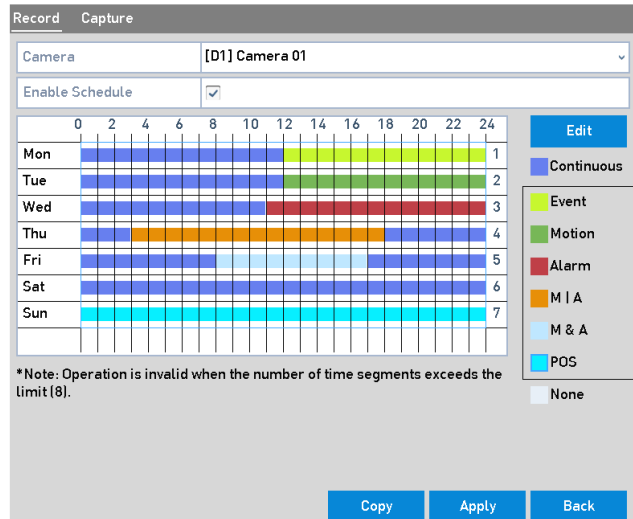 Record Capture
Camera [D1] Camera 01
Enable Schedule
0 2 4 6 8 10 12 14 16 18 20 22 24 Edit
Mon 1
Continuous
Tue 2
Event
Wed 3
Motion
Thu 4
Alarm
Fri 5
M | A
Sat 6
M & A
Sun 7
POS
*Note: Operation is invalid when the number of time segments exceeds the
limit (8).
None
Copy Apply Back